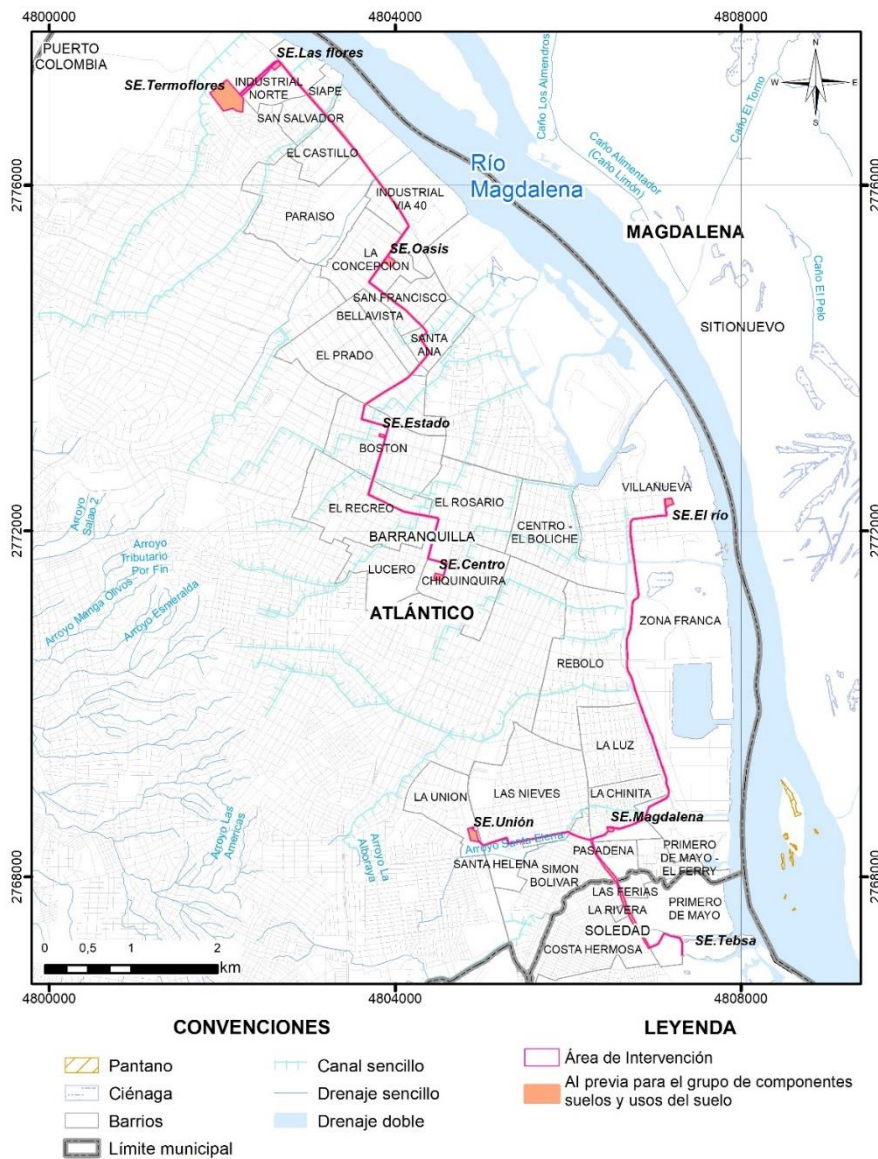 4800000
4804000
4808000
PUERTO
COLOMBIA
SE.Las flores
SE.Termoflores
INDUSTRIAL
NORTE
SIAPE
SAN SALVADOR
EL CASTILLO
Caño Los Almendros
Caño El Torno
Caño Alimentador
(Caño Limón)
N
W
E
S
2776000
2776000
Río
Magdalena
INDUSTRIAL
VIA 40
PARAISO
MAGDALENA
SE.Oasis
LA
CONCEPCION
Caño El Pelo
SAN FRANCISCO
BELLAVISTA
SITIONUEVO
SANTA
ANA
EL PRADO
SE.Estado
BOSTON
VILLANUEVA
SE.El río
EL RECREO
EL ROSARIO
CENTRO -
EL BOLICHE
2772000
2772000
BARRANQUILLA
Arroyo
Salao 2
Arroyo
Tributario
Por Fin
SE.Centro
LUCERO
CHIQUINQUIRA
Arroyo Manga Olivos
Arroyo Esmeralda
ATLÁNTICO
ZONA FRANCA
REBOLO
LA LUZ
LA UNION
LAS NIEVES
LA CHINITA
SE.Unión
SE.Magdalena
Arroyo Las
Americas
Arroyo La
Alboraya
Arroyo Santo
PASADENA
PRIMERO
DE MAYO -
EL FERRY
SANTA HELENA
SIMON
BOLIVAR
2768000
2768000
LAS FERIAS
LA RIVERA
PRIMERO
DE MAYO
SOLEDAD
SE.Tebsa
COSTA HERMOSA
0
0,5
1
2
km
4800000
4804000
4808000
CONVENCIONES
LEYENDA
Pantano
Ciénaga
Barrios
Límite municipal
Canal sencillo
Drenaje sencillo
Drenaje doble
Área de Intervención
AI previa para el grupo de componentes
suelos y usos del suelo